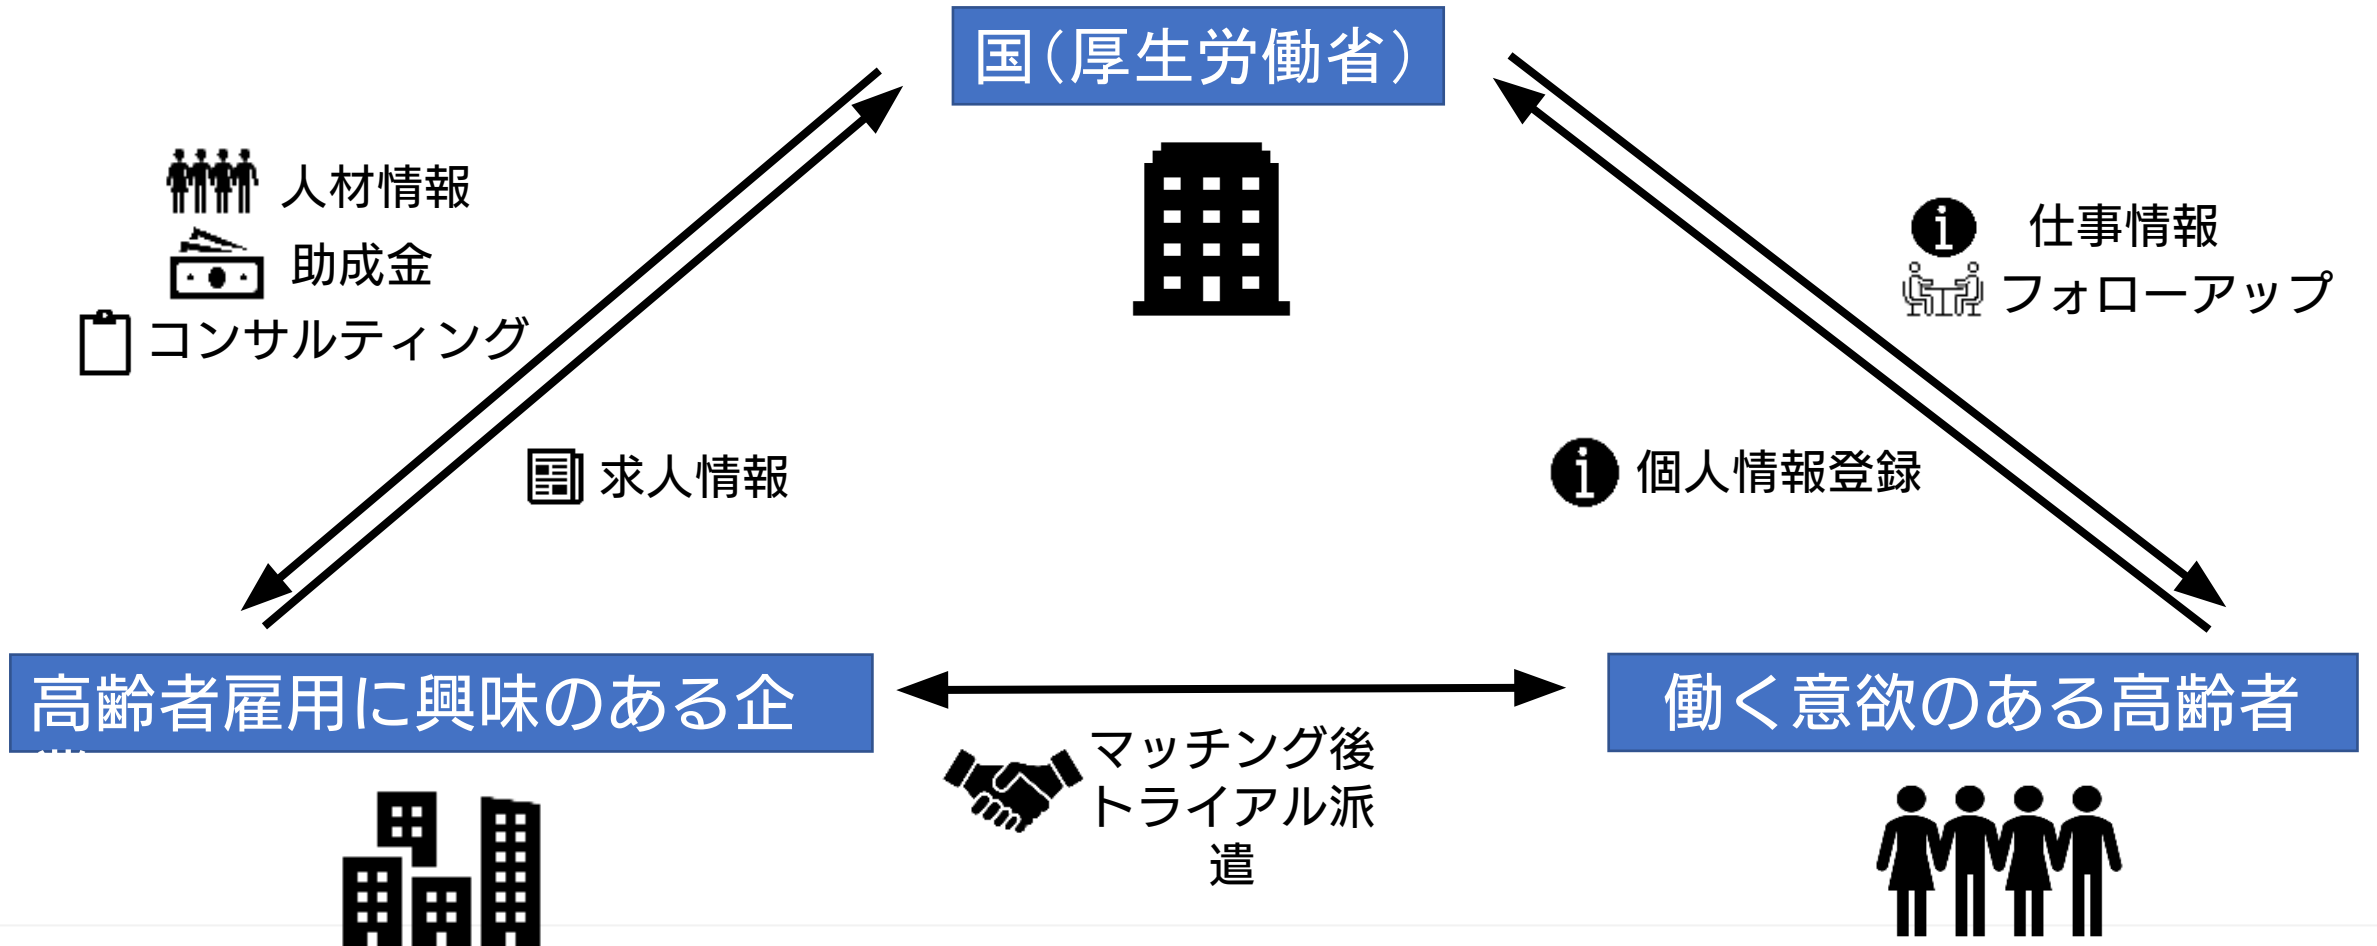 国（厚生労働省）
人材情報
助成金
コンサルティング
仕事情報
フォローアップ
求人情報
個人情報登録
高齢者雇用に興味のある企
働く意欲のある高齢者
マッチング後
トライアル派
遣